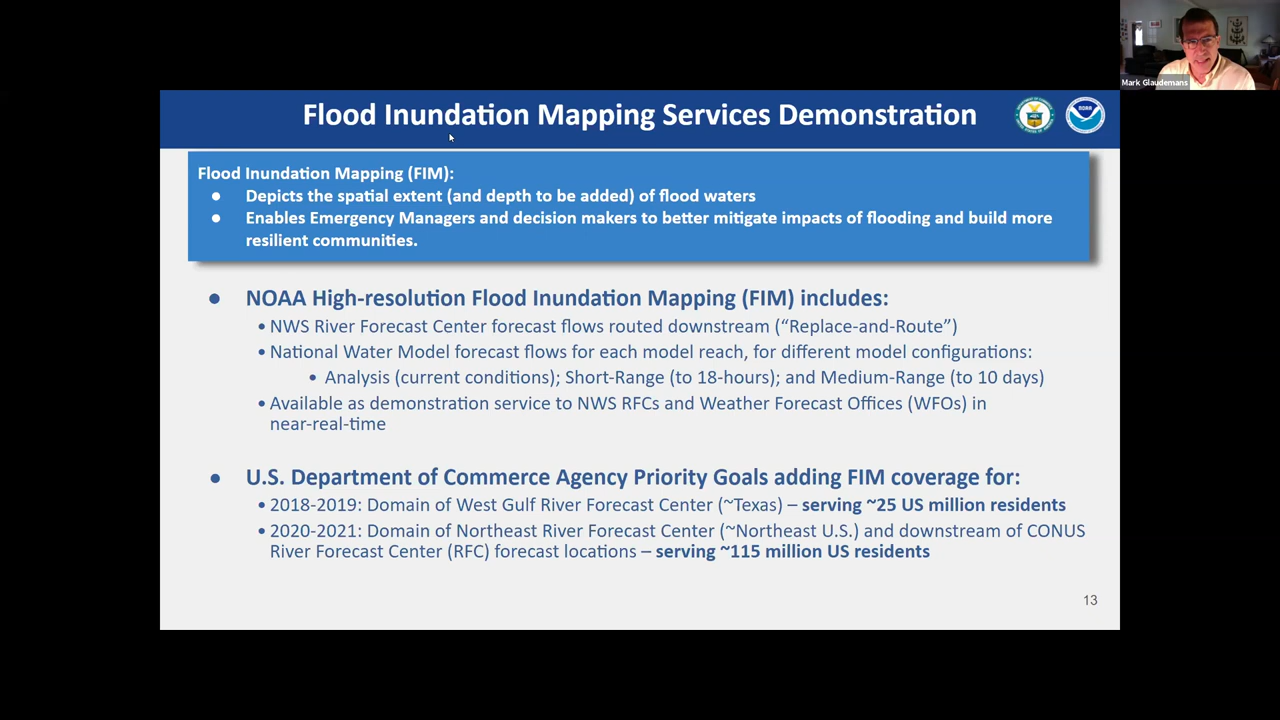 Mark Glaudemans
Flood Inundation Mapping Services Demonstration
NOAA
Flood Inundation Mapping (FIM):
● Depicts the spatial extent (and depth to be added) of flood waters
● Enables Emergency Managers and decision makers to better mitigate impacts of flooding and build more
resilient communities.
● NOAA High-resolution Flood Inundation Mapping (FIM) includes:
• NWS River Forecast Center forecast flows routed downstream (“Replace-and-Route”)
• National Water Model forecast flows for each model reach, for different model configurations:
• Analysis (current conditions); Short-Range (to 18-hours); and Medium-Range (to 10 days)
• Available as demonstration service to NWS RFCs and Weather Forecast Offices (WFOs) in
near-real-time
● U.S. Department of Commerce Agency Priority Goals adding FIM coverage for:
• 2018-2019: Domain of West Gulf River Forecast Center (~Texas) – serving ~25 US million residents
• 2020-2021: Domain of Northeast River Forecast Center (~Northeast U.S.) and downstream of CONUS
River Forecast Center (RFC) forecast locations – serving ~115 million US residents
13